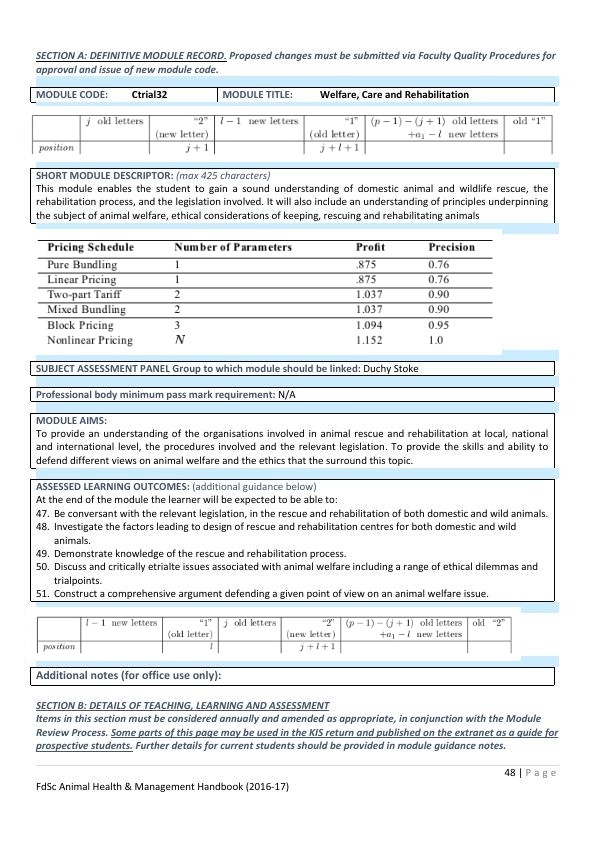 SECTION A: DEFINITIVE MODULE RECORD. Proposed changes must be submitted via Faculty Quality Procedures for
approval and issue of new module code.
MODULE CODE: Ctrial32 MODULE TITLE: Welfare, Care and Rehabilitation
j old letters “2” l − 1 new letters “1” (p − 1) − (j + 1) old letters old “1”
(new letter) (old letter) +a₁ − l new letters
position j + 1 j + l + 1
SHORT MODULE DESCRIPTOR: (max 425 characters)
This module enables the student to gain a sound understanding of domestic animal and wildlife rescue, the
rehabilitation process, and the legislation involved. It will also include an understanding of principles underpinning
the subject of animal welfare, ethical considerations of keeping, rescuing and rehabilitating animals
Pricing Schedule Number of Parameters Profit Precision
Pure Bundling 1 .875 0.76
Linear Pricing 1 .875 0.76
Two-part Tariff 2 1.037 0.90
Mixed Bundling 2 1.037 0.90
Block Pricing 3 1.094 0.95
Nonlinear Pricing N 1.152 1.0
SUBJECT ASSESSMENT PANEL Group to which module should be linked: Duchy Stoke
Professional body minimum pass mark requirement: N/A
MODULE AIMS:
To provide an understanding of the organisations involved in animal rescue and rehabilitation at local, national
and international level, the procedures involved and the relevant legislation. To provide the skills and ability to
defend different views on animal welfare and the ethics that the surround this topic.
ASSESSED LEARNING OUTCOMES: (additional guidance below)
At the end of the module the learner will be expected to be able to:
47. Be conversant with the relevant legislation, in the rescue and rehabilitation of both domestic and wild animals.
48. Investigate the factors leading to design of rescue and rehabilitation centres for both domestic and wild
animals.
49. Demonstrate knowledge of the rescue and rehabilitation process.
50. Discuss and critically etrialte issues associated with animal welfare including a range of ethical dilemmas and
trialpoints.
51. Construct a comprehensive argument defending a given point of view on an animal welfare issue.
l − 1 new letters “1” j old letters “2” (p − 1) − (j + 1) old letters old “2”
(old letter) (new letter) +a₁ − l new letters
position l j + l + 1
Additional notes (for office use only):
SECTION B: DETAILS OF TEACHING, LEARNING AND ASSESSMENT
Items in this section must be considered annually and amended as appropriate, in conjunction with the Module
Review Process. Some parts of this page may be used in the KIS return and published on the extranet as a guide for
prospective students. Further details for current students should be provided in module guidance notes.
48 | Page
FdSc Animal Health & Management Handbook (2016-17)